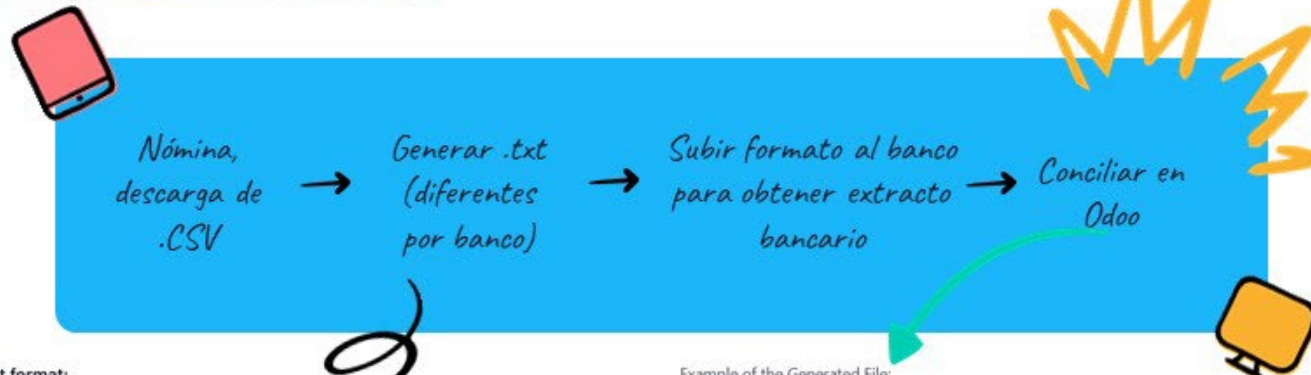 Nómina,
descarga de
.CSV
Generar .txt
(diferentes
por banco)
Subir formato al banco
para obtener extracto
bancario
Conciliar en
Odoo
t format:
Example of the Generated File: